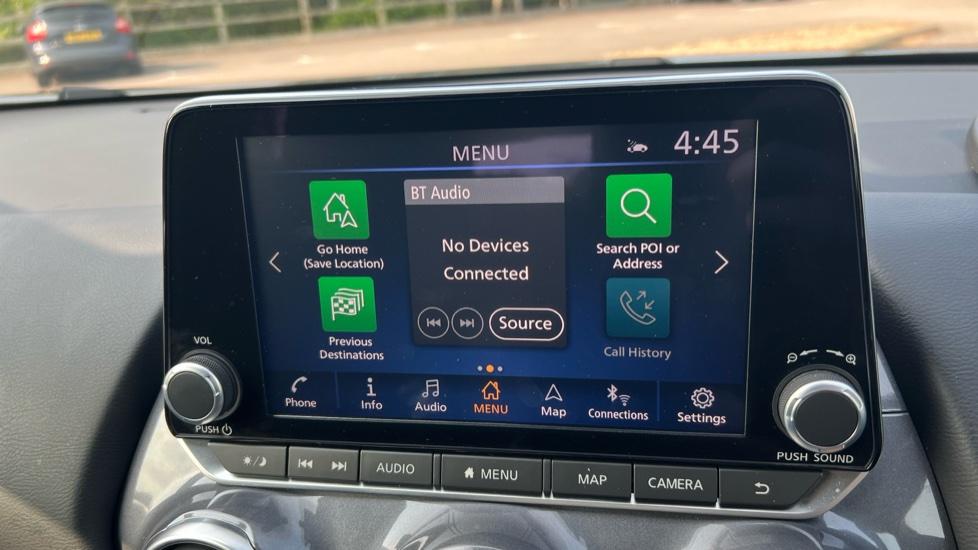 MENU
4:45
BT Audio
No Devices
Connected
Go Home
(Save Location)
Search POI or
Address
Source
Previous
Destinations
Call History
Phone
Info
Audio
MENU
Map
Connections
Settings
VOL
PUSH
PUSH SOUND
AUDIO
MENU
MAP
CAMERA